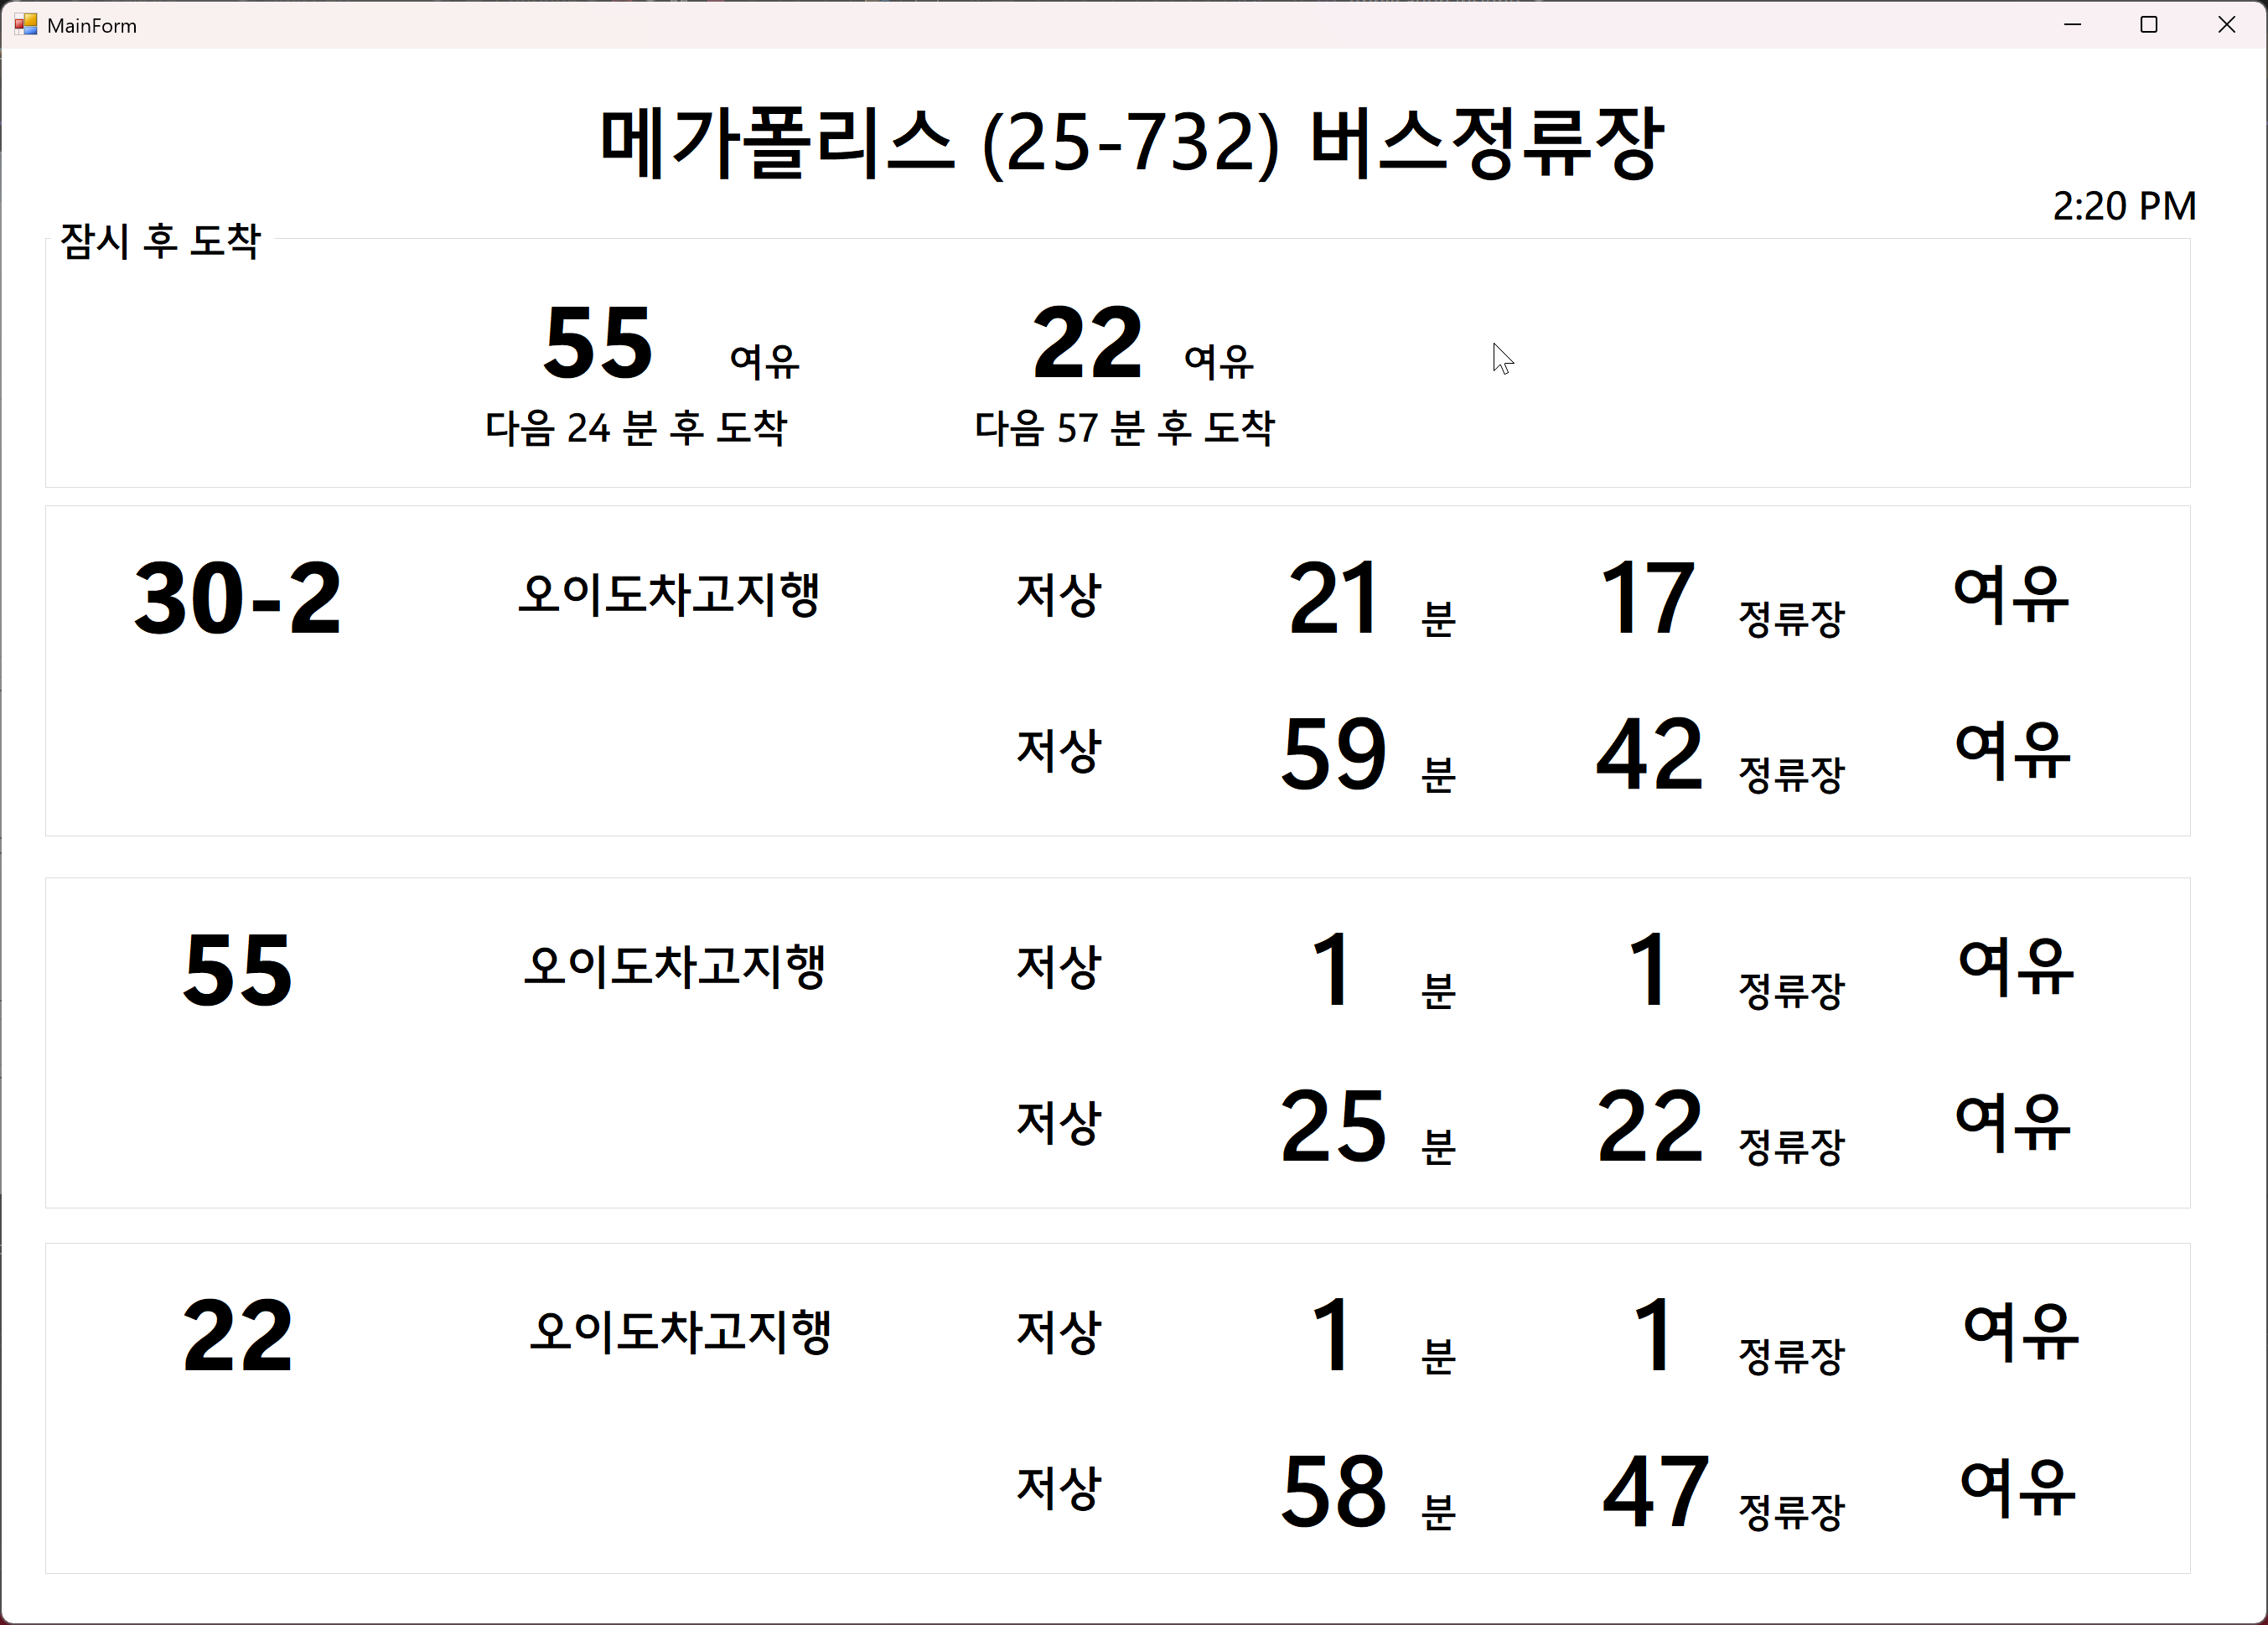 MainForm
메가폴리스 (25-732) 버스정류장
2:20 PM
잠시 후 도착
55 여유 22 여유
다음 24 분 후 도착 다음 57 분 후 도착
30-2 오이도차고지행 저상 21 분 17 정류장 여유
저상 59 분 42 정류장 여유
55 오이도차고지행 저상 1 분 1 정류장 여유
저상 25 분 22 정류장 여유
22 오이도차고지행 저상 1 분 1 정류장 여유
저상 58 분 47 정류장 여유